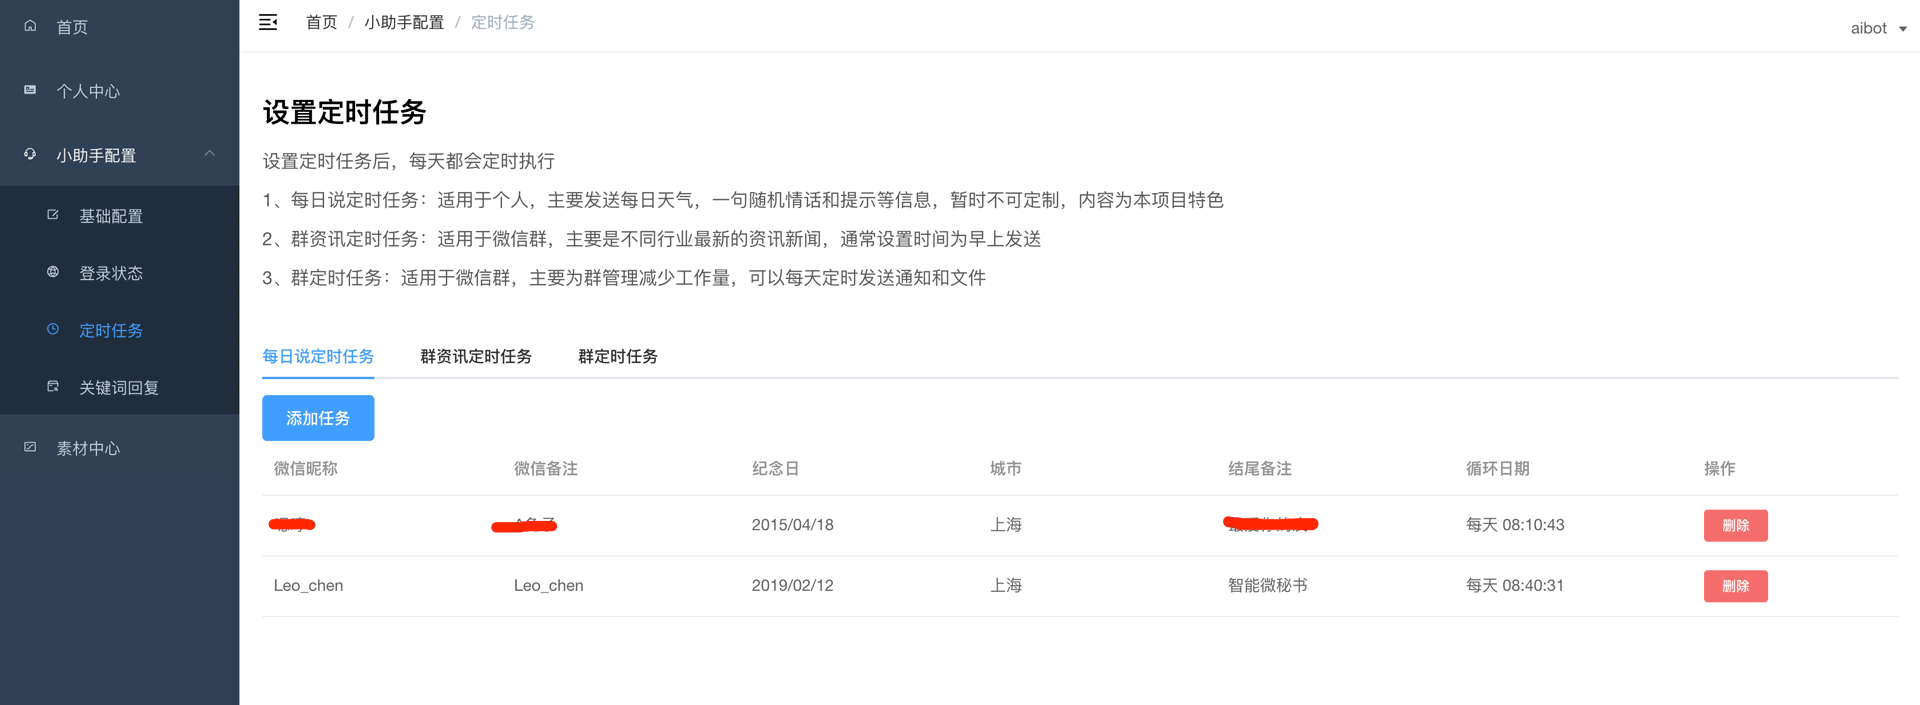 首页
个人中心
小助手配置
基础配置
登录状态
定时任务
关键词回复
素材中心
首页 / 小助手配置 / 定时任务
aibot
设置定时任务
设置定时任务后，每天都会定时执行
1、每日说定时任务：适用于个人，主要发送每日天气，一句随机情话和提示等信息，暂时不可定制，内容为本项目特色
2、群资讯定时任务：适用于微信群，主要是不同行业最新的资讯新闻，通常设置时间为早上发送
3、群定时任务：适用于微信群，主要为群管理减少工作量，可以每天定时发送通知和文件
每日说定时任务 群资讯定时任务 群定时任务
添加任务
微信昵称 微信备注 纪念日 城市 结尾备注 循环日期 操作
2015/04/18 上海 每天 08:10:43 删除
Leo_chen Leo_chen 2019/02/12 上海 智能微秘书 每天 08:40:31 删除